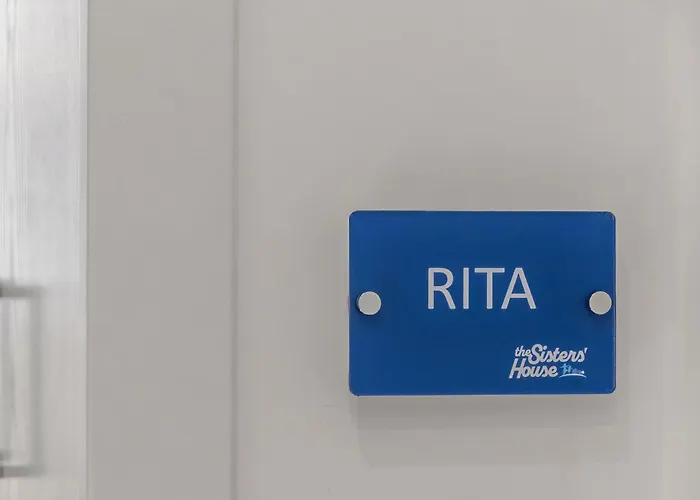 RITA
the Sisters'
House